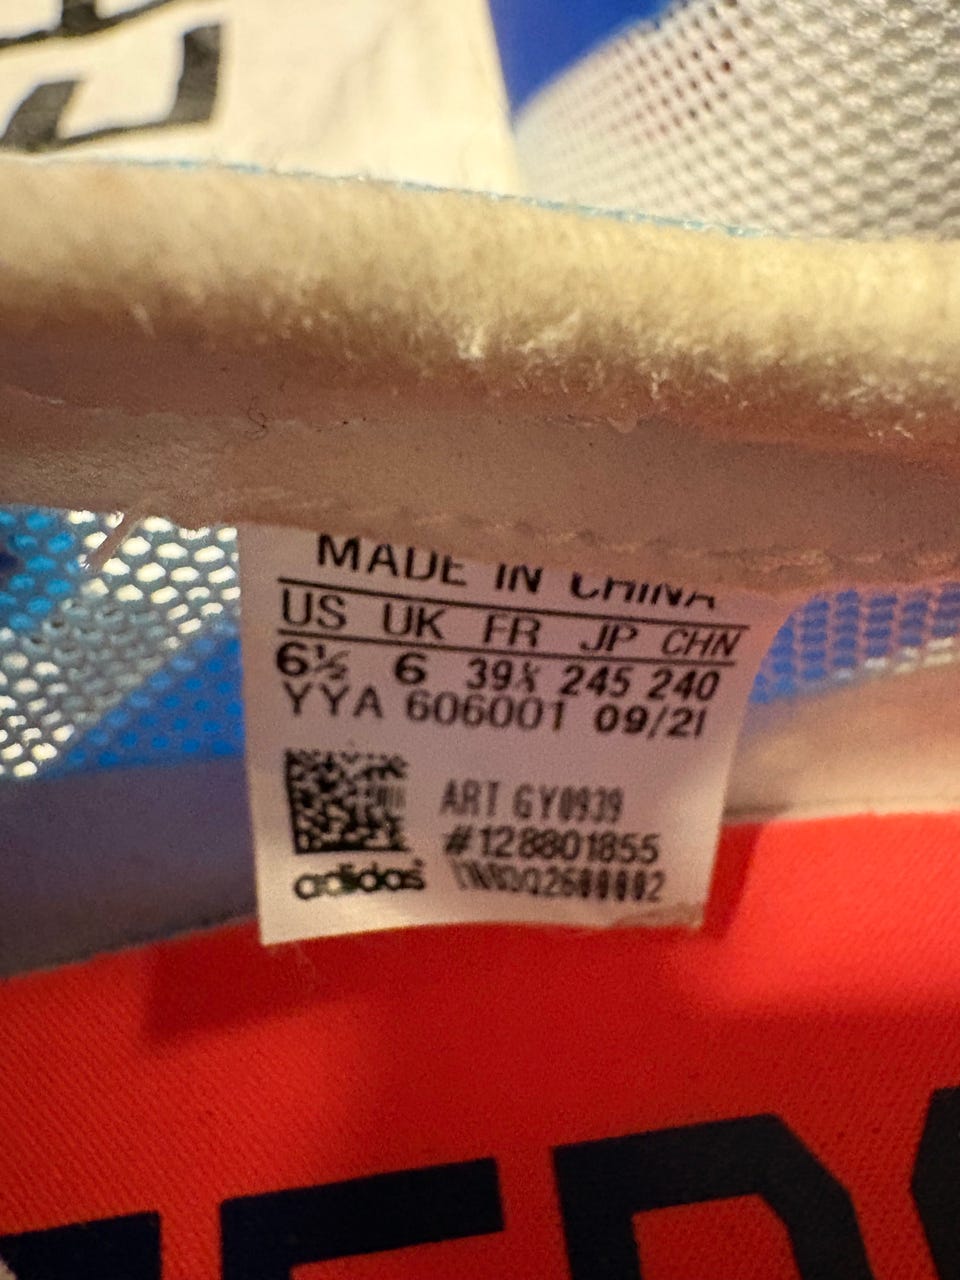 MADE IN CHINA
US UK FR JP CHN
6½ 6 39⅓ 245 240
YYA 606001 09/21
ART GY0939
#128801855
adidas